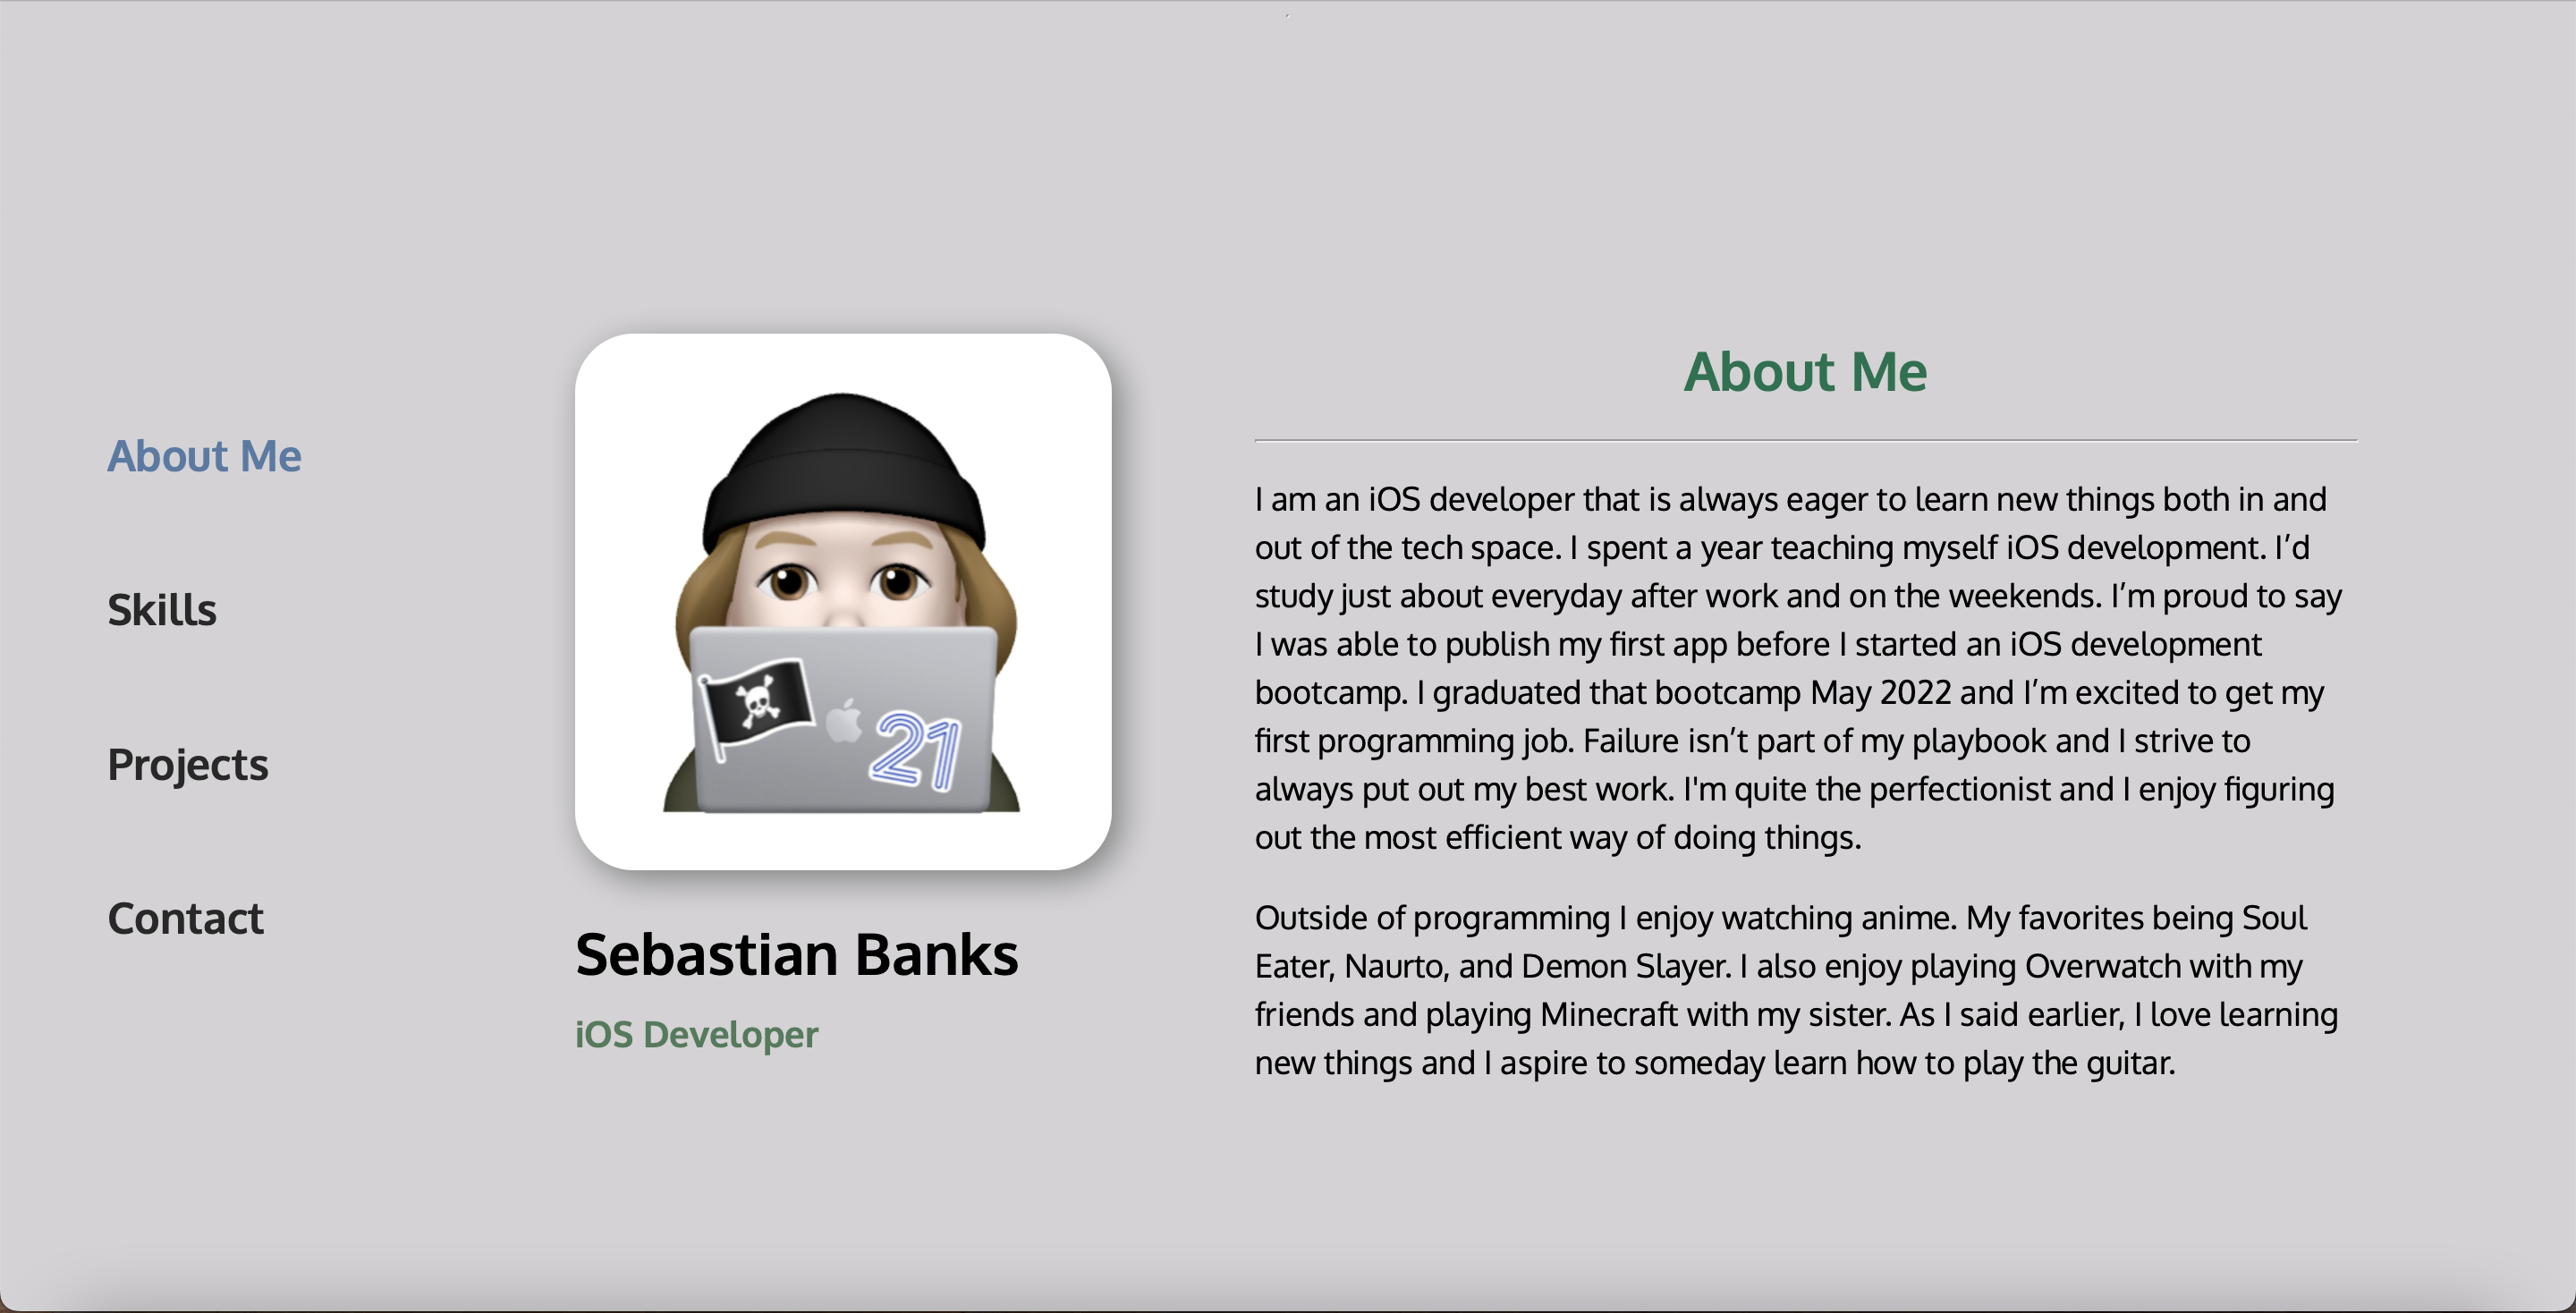 About Me
Skills
Projects
Contact
21
Sebastian Banks
iOS Developer
About Me
I am an iOS developer that is always eager to learn new things both in and
out of the tech space. I spent a year teaching myself iOS development. I’d
study just about everyday after work and on the weekends. I’m proud to say
I was able to publish my first app before I started an iOS development
bootcamp. I graduated that bootcamp May 2022 and I’m excited to get my
first programming job. Failure isn’t part of my playbook and I strive to
always put out my best work. I'm quite the perfectionist and I enjoy figuring
out the most efficient way of doing things.
Outside of programming I enjoy watching anime. My favorites being Soul
Eater, Naurto, and Demon Slayer. I also enjoy playing Overwatch with my
friends and playing Minecraft with my sister. As I said earlier, I love learning
new things and I aspire to someday learn how to play the guitar.